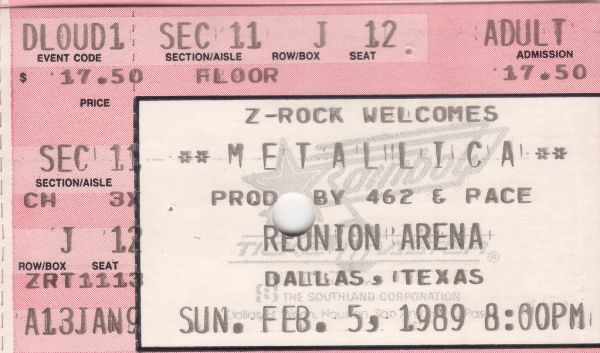 DLOUD1 SEC 11 J 12 ADULT
EVENT CODE SECTION/AISLE ROW/BOX SEAT ADMISSION
$ 17.50 FLOOR 17.50
PRICE
Z-ROCK WELCOMES
SEC 11 **METALLICA**
SECTION/AISLE
CH 3X PROD BY 462 & PACE
J 12 REUNION ARENA
ROW/BOX SEAT
ZRT1113 DALLAS, TEXAS
THE SOUTHLAND CORPORATION
A13JAN9 SUN. FEB. 5, 1989 8:00PM